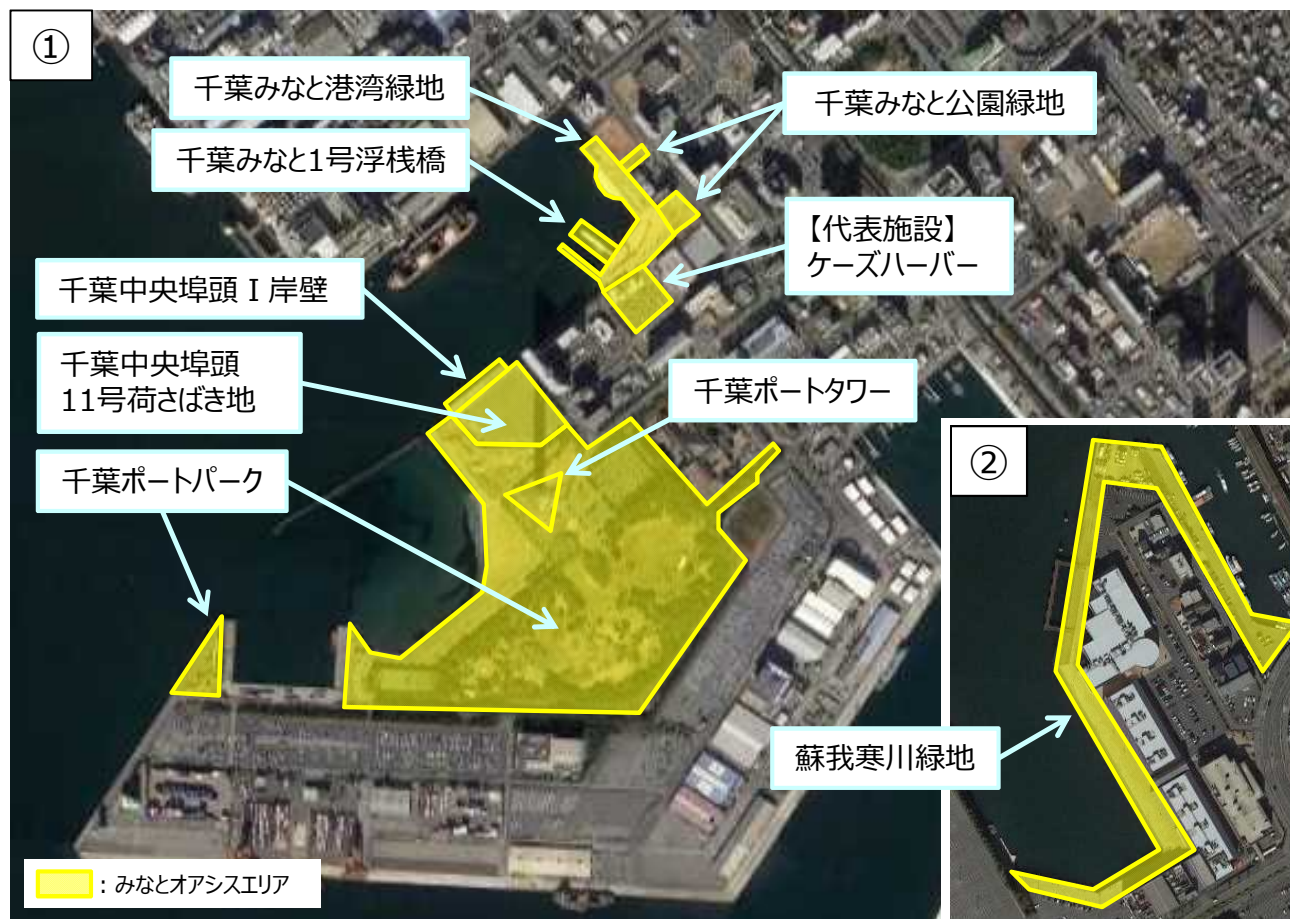 ①
千葉みなと港湾緑地
千葉みなと公園緑地
千葉みなと1号浮桟橋
【代表施設】
ケーズハーバー
千葉中央埠頭 I 岸壁
千葉中央埠頭
11号荷さばき地
千葉ポートタワー
千葉ポートパーク
②
蘇我寒川緑地
：みなとオアシスエリア